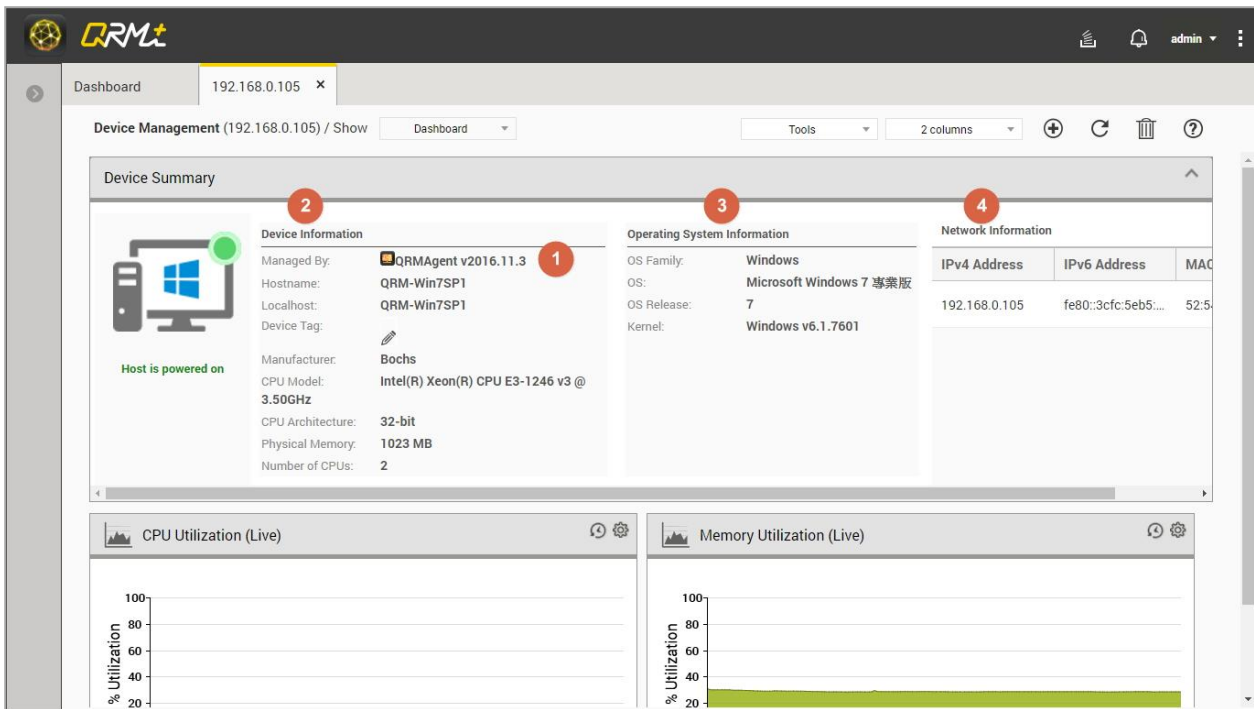 QRM+
admin
Dashboard
192.168.0.105 ×
Device Management (192.168.0.105) / Show
Dashboard
Tools
2 columns
Device Summary
2
3
4
Device Information
Managed By: QRMAgent v2016.11.3
1
Hostname: QRM-Win7SP1
Localhost: QRM-Win7SP1
Device Tag:
Manufacturer: Bochs
CPU Model: Intel(R) Xeon(R) CPU E3-1246 v3 @
3.50GHz
CPU Architecture: 32-bit
Physical Memory: 1023 MB
Number of CPUs: 2
Host is powered on
Operating System Information
OS Family: Windows
OS: Microsoft Windows 7 專業版
OS Release: 7
Kernel: Windows v6.1.7601
Network Information
IPv4 Address IPv6 Address MAC
192.168.0.105 fe80::3cfc:5eb5:... 52:54
CPU Utilization (Live)
100
80
60
40
20
% Utilization
Memory Utilization (Live)
100
80
60
40
20
% Utilization